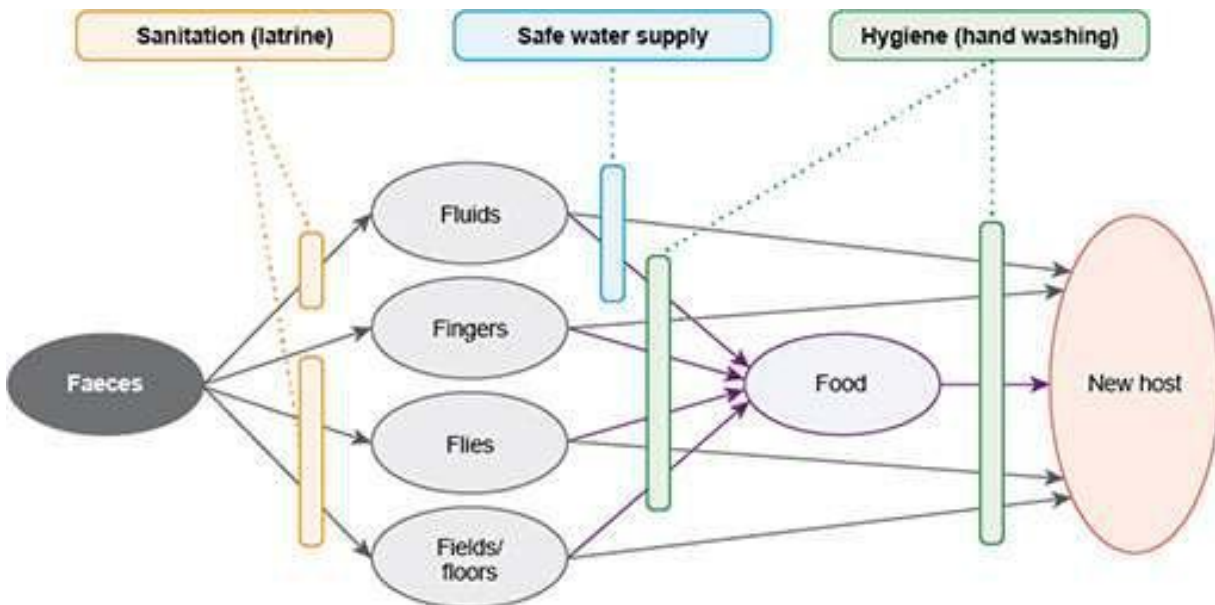 Sanitation (latrine)
Safe water supply
Hygiene (hand washing)
Fluids
Fingers
Faeces
Food
New host
Flies
Fields/
floors